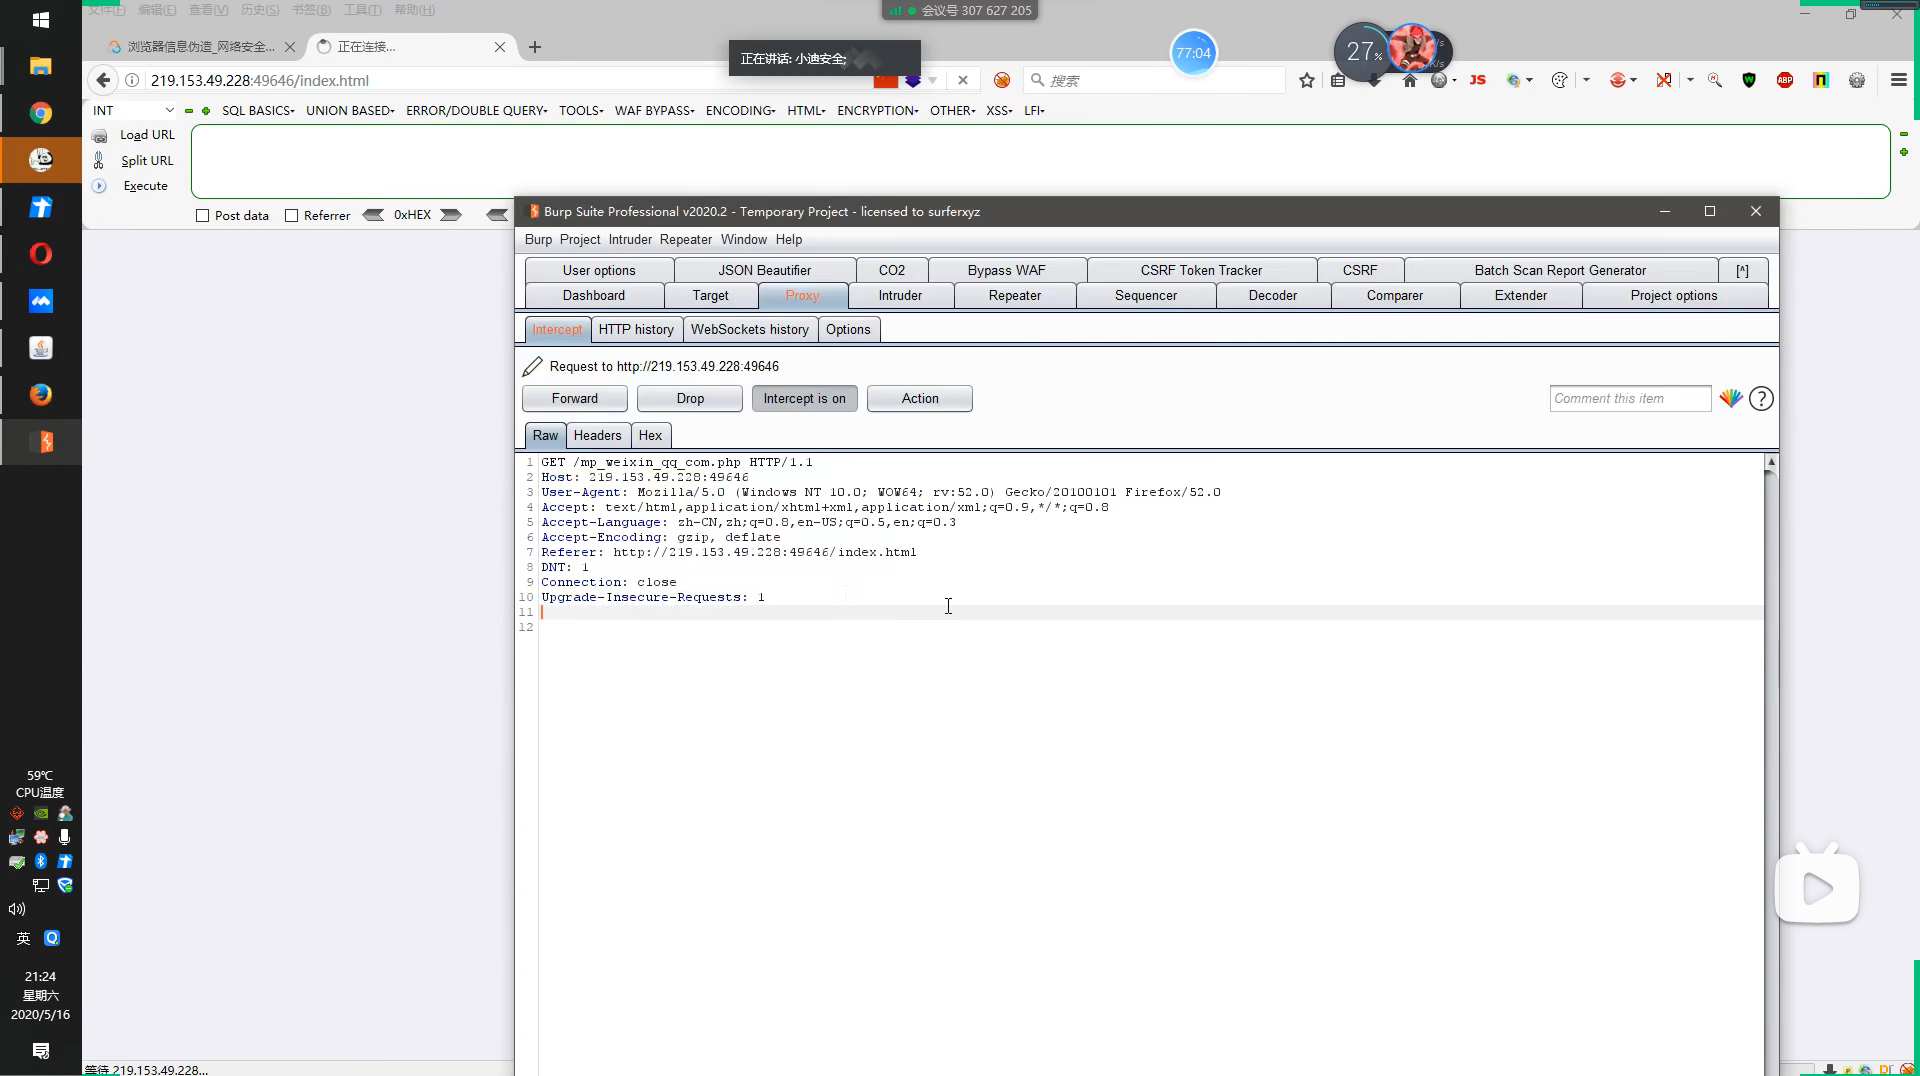 文件(F) 编辑(E) 查看(V) 历史(S) 书签(B) 工具(T) 帮助(H)
会议号 307 627 205
浏览器信息伪造_网络安全...
正在连接...
正在讲话: 小迪安全;
77:04
27%
219.153.49.228:49646/index.html
搜索
JS
ABP
INT
SQL BASICS UNION BASED ERROR/DOUBLE QUERY TOOLS WAF BYPASS ENCODING HTML ENCRYPTION OTHER XSS LFI
Load URL
Split URL
Execute
Post data Referrer 0xHEX
Burp Suite Professional v2020.2 - Temporary Project - licensed to surferxyz
Burp Project Intruder Repeater Window Help
User options JSON Beautifier CO2 Bypass WAF CSRF Token Tracker CSRF Batch Scan Report Generator [^]
Dashboard Target Proxy Intruder Repeater Sequencer Decoder Comparer Extender Project options
Intercept HTTP history WebSockets history Options
Request to http://219.153.49.228:49646
Forward Drop Intercept is on Action Comment this item ?
Raw Headers Hex
1 GET /mp_weixin_qq_com.php HTTP/1.1
2 Host: 219.153.49.228:49646
3 User-Agent: Mozilla/5.0 (Windows NT 10.0; WOW64; rv:52.0) Gecko/20100101 Firefox/52.0
4 Accept: text/html,application/xhtml+xml,application/xml;q=0.9,*/*;q=0.8
5 Accept-Language: zh-CN,zh;q=0.8,en-US;q=0.5,en;q=0.3
6 Accept-Encoding: gzip, deflate
7 Referer: http://219.153.49.228:49646/index.html
8 DNT: 1
9 Connection: close
10 Upgrade-Insecure-Requests: 1
11
12
59℃
CPU温度
英
21:24
星期六
2020/5/16
等待 219.153.49.228...